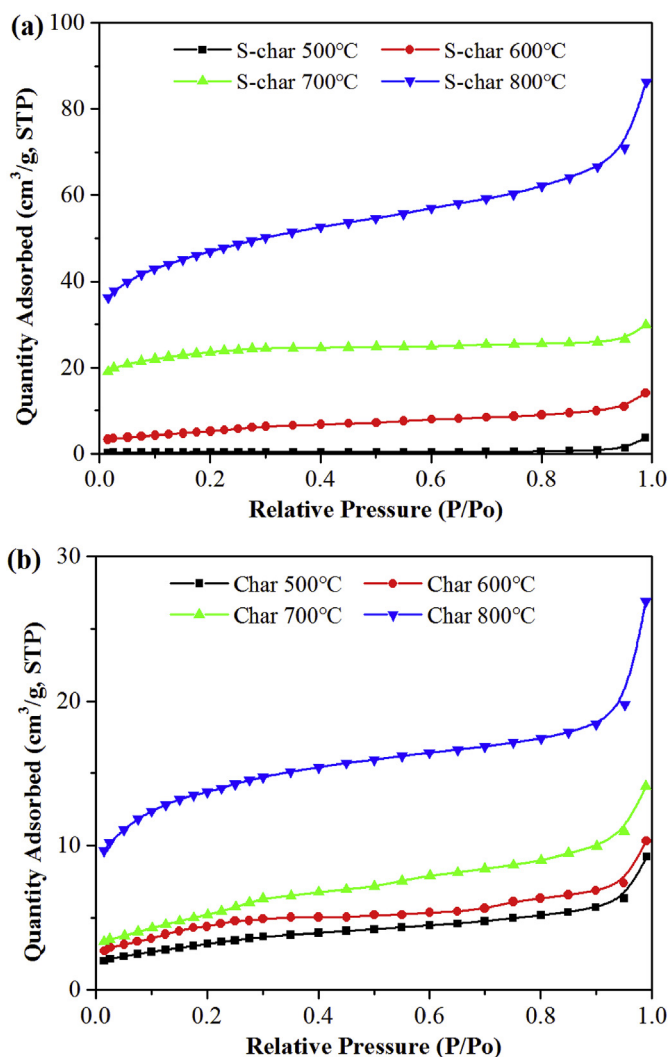 (a)
100
S-char 500°C S-char 600°C
S-char 700°C S-char 800°C
80
60
40
20
0
Quantity Adsorbed (cm³/g, STP)
0.0 0.2 0.4 0.6 0.8 1.0
Relative Pressure (P/Po)
(b)
30
Char 500°C Char 600°C
Char 700°C Char 800°C
20
10
0
Quantity Adsorbed (cm³/g, STP)
0.0 0.2 0.4 0.6 0.8 1.0
Relative Pressure (P/Po)